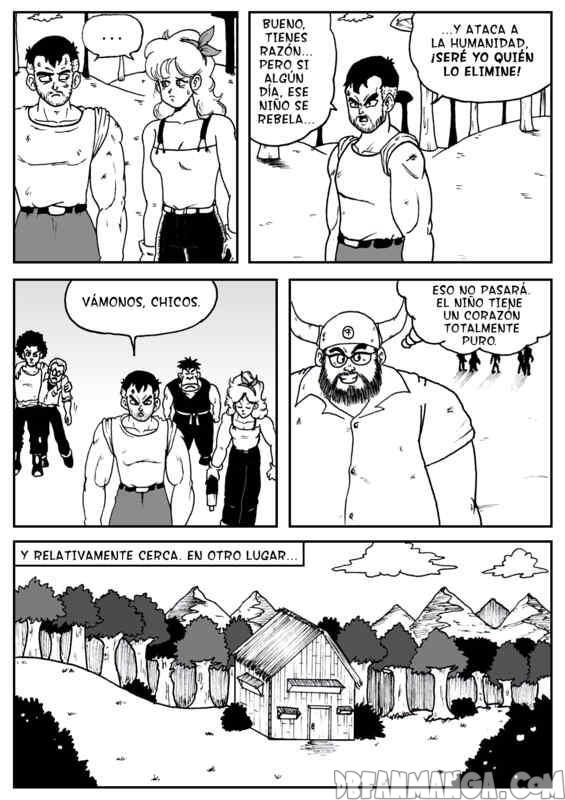 ...
BUENO,
TIENES
RAZÓN...
PERO SI
ALGÚN
DÍA, ESE
NIÑO SE
REBELA...
...Y ATACA A
LA HUMANIDAD,
¡SERÉ YO QUIÉN
LO ELIMINE!
VÁMONOS, CHICOS.
ESO NO PASARÁ.
EL NIÑO TIENE
UN CORAZÓN
TOTALMENTE
PURO.
Y RELATIVAMENTE CERCA. EN OTRO LUGAR...
DBFANMANGA.COM